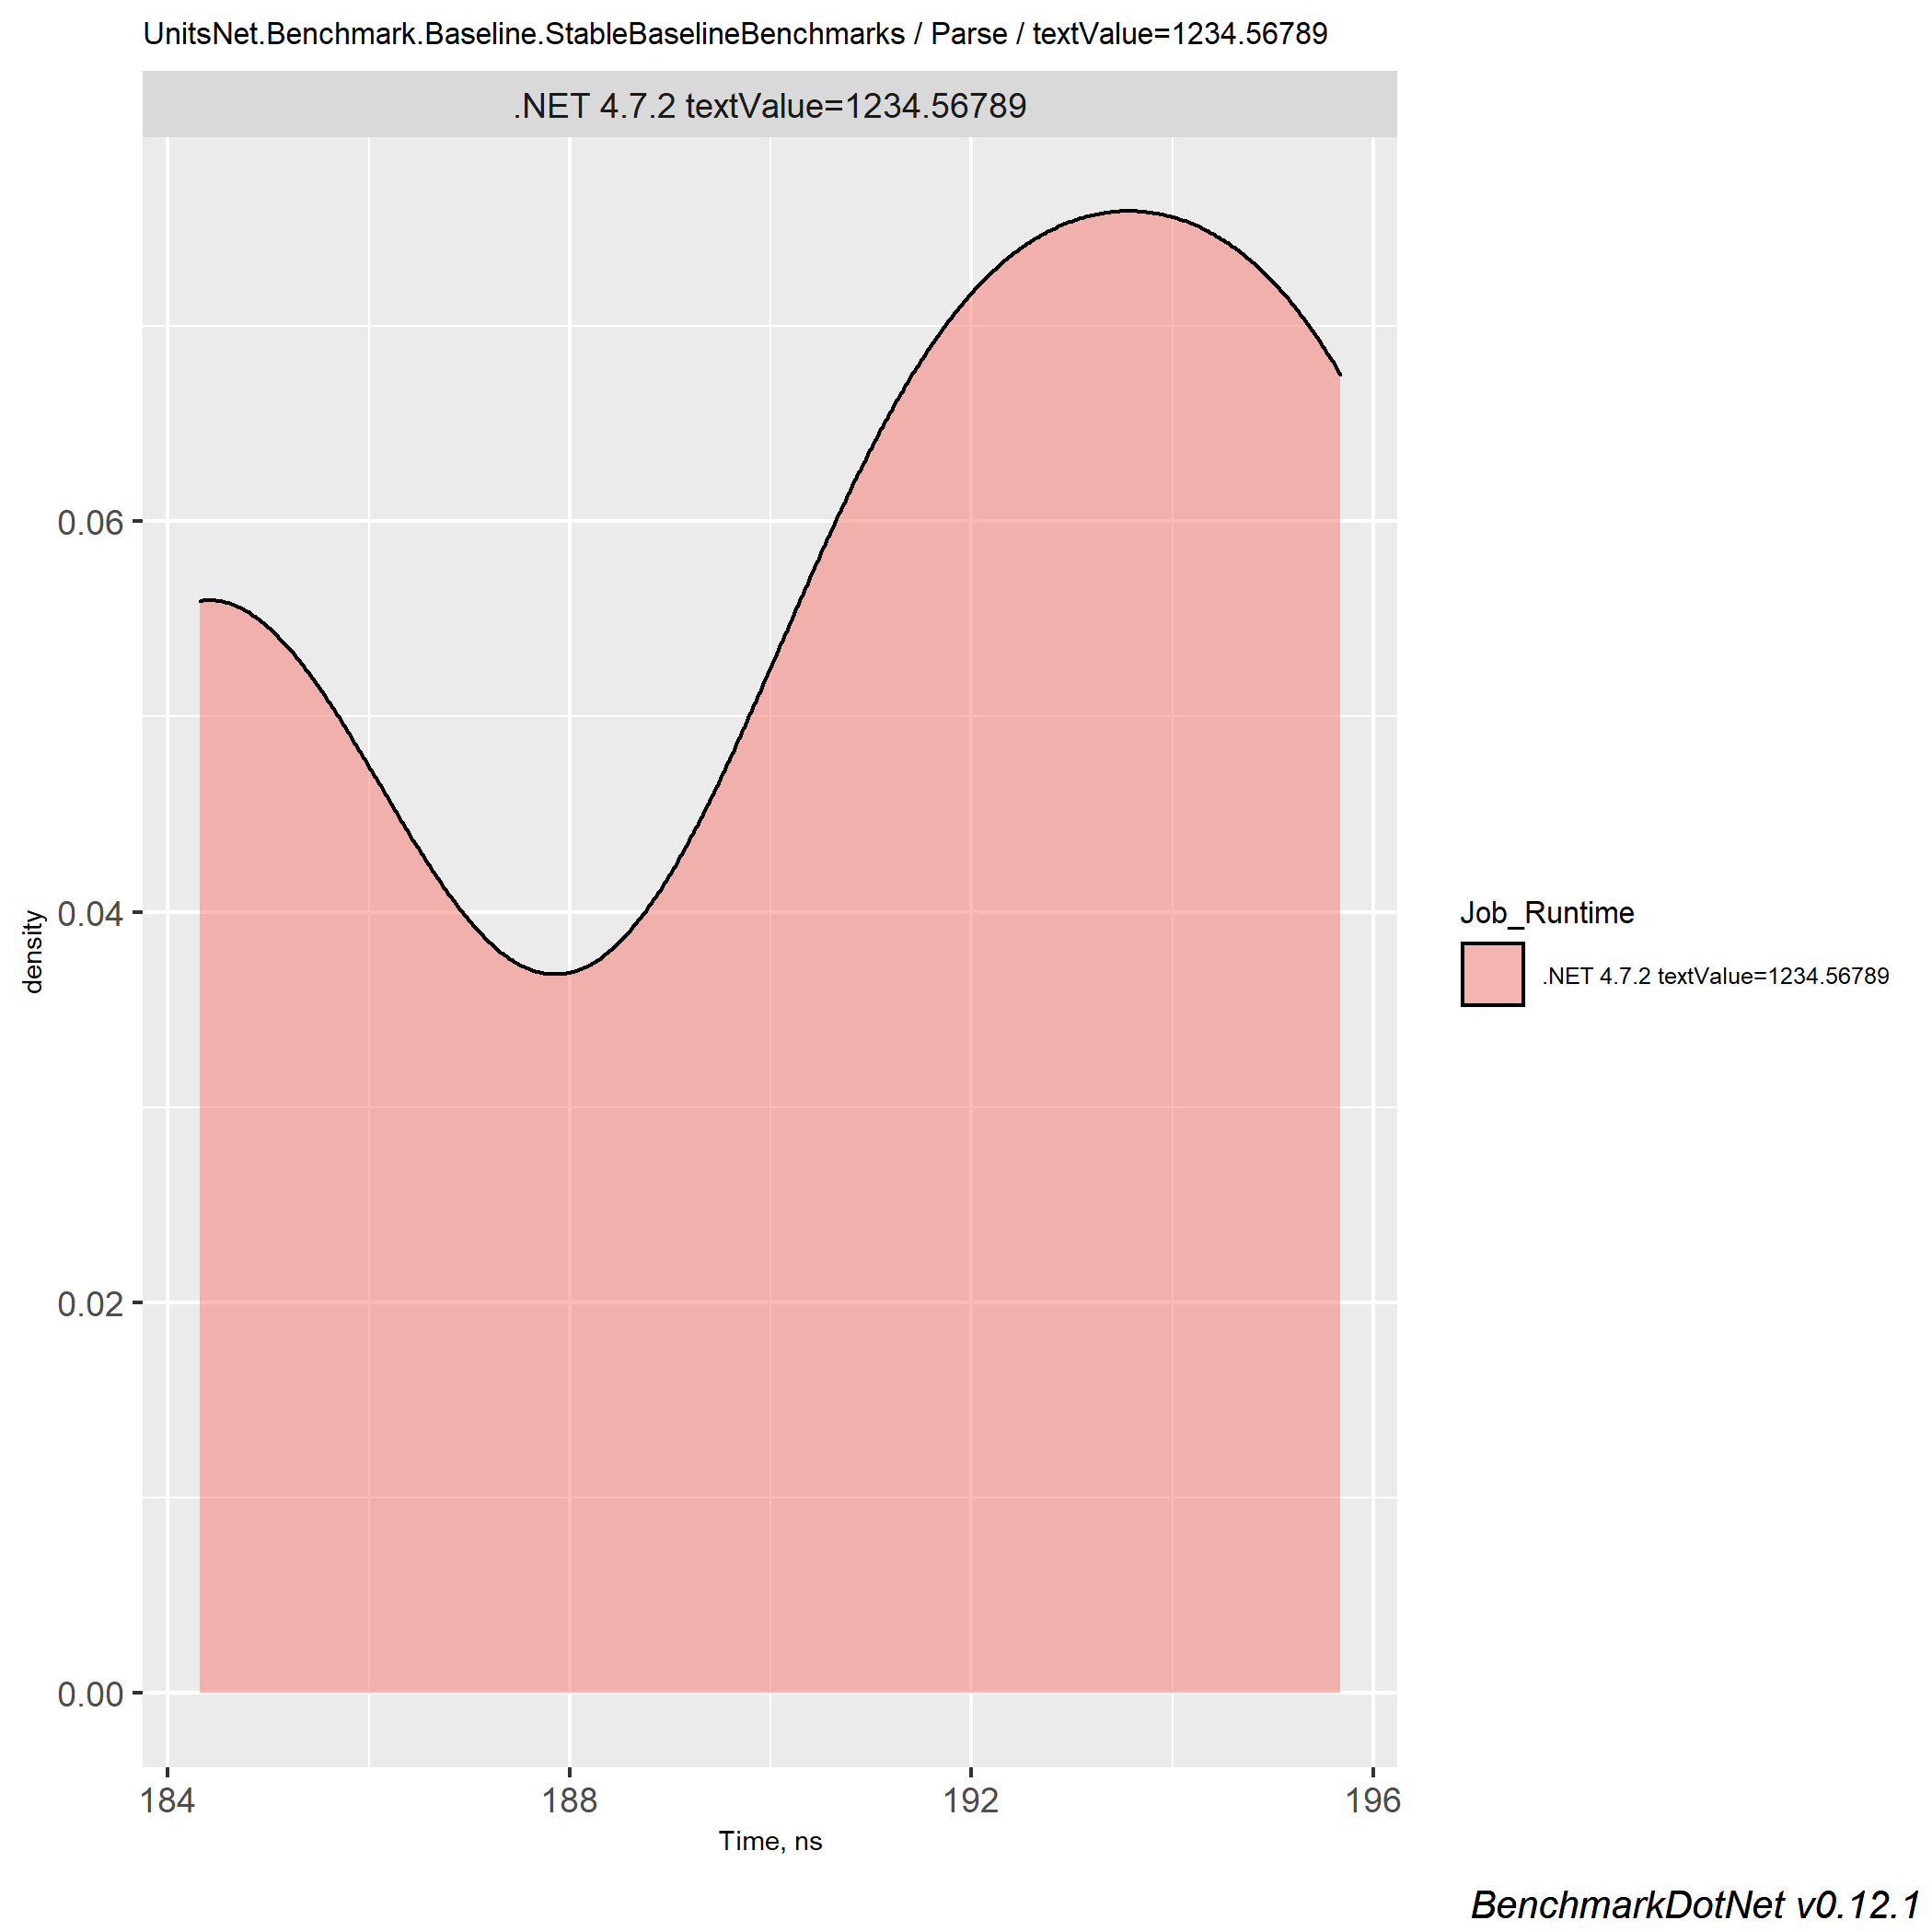 UnitsNet.Benchmark.Baseline.StableBaselineBenchmarks / Parse / textValue=1234.56789
.NET 4.7.2 textValue=1234.56789
0.06
0.04
0.02
0.00
density
184 188 192 196
Time, ns
Job_Runtime
.NET 4.7.2 textValue=1234.56789
BenchmarkDotNet v0.12.1